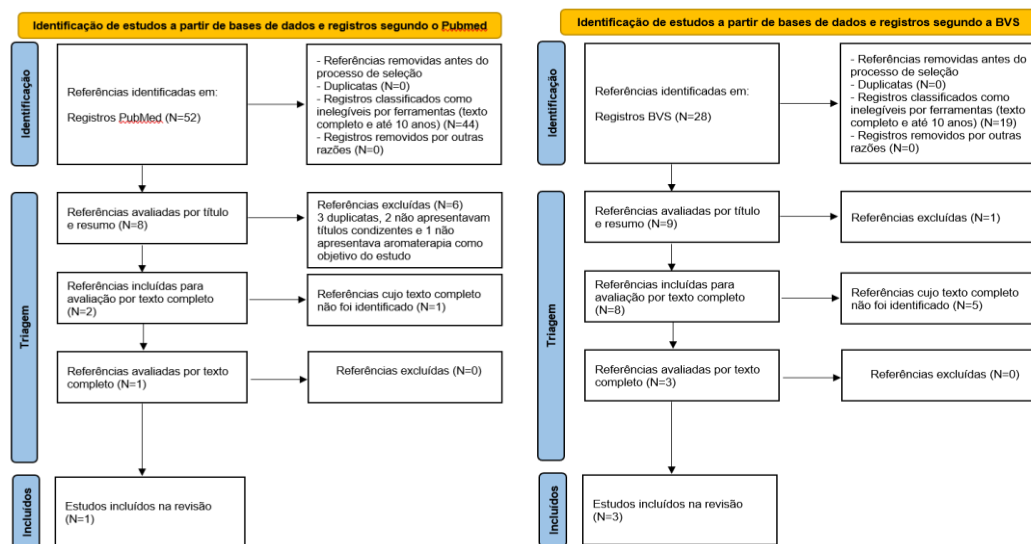 Identificação de estudos a partir de bases de dados e registros segundo o Pubmed
Identificação
Referências identificadas em:
Registros PubMed (N=52)
- Referências removidas antes do
processo de seleção
- Duplicatas (N=0)
- Registros classificados como
inelegíveis por ferramentas (texto
completo e até 10 anos) (N=44)
- Registros removidos por outras
razões (N=0)
Triagem
Referências avaliadas por título
e resumo (N=8)
Referências excluídas (N=6)
3 duplicatas, 2 não apresentavam
títulos condizentes e 1 não
apresentava aromaterapia como
objetivo do estudo
Referências incluídas para
avaliação por texto completo
(N=2)
Referências cujo texto completo
não foi identificado (N=1)
Referências avaliadas por texto
completo (N=1)
Referências excluídas (N=0)
Incluídos
Estudos incluídos na revisão
(N=1)
Identificação de estudos a partir de bases de dados e registros segundo a BVS
Identificação
Referências identificadas em:
Registros BVS (N=28)
- Referências removidas antes do
processo de seleção
- Duplicatas (N=0)
- Registros classificados como
inelegíveis por ferramentas (texto
completo e até 10 anos) (N=19)
- Registros removidos por outras
razões (N=0)
Triagem
Referências avaliadas por título
e resumo (N=9)
Referências excluídas (N=1)
Referências incluídas para
avaliação por texto completo
(N=8)
Referências cujo texto completo
não foi identificado (N=5)
Referências avaliadas por texto
completo (N=3)
Referências excluídas (N=0)
Incluídos
Estudos incluídos na revisão
(N=3)